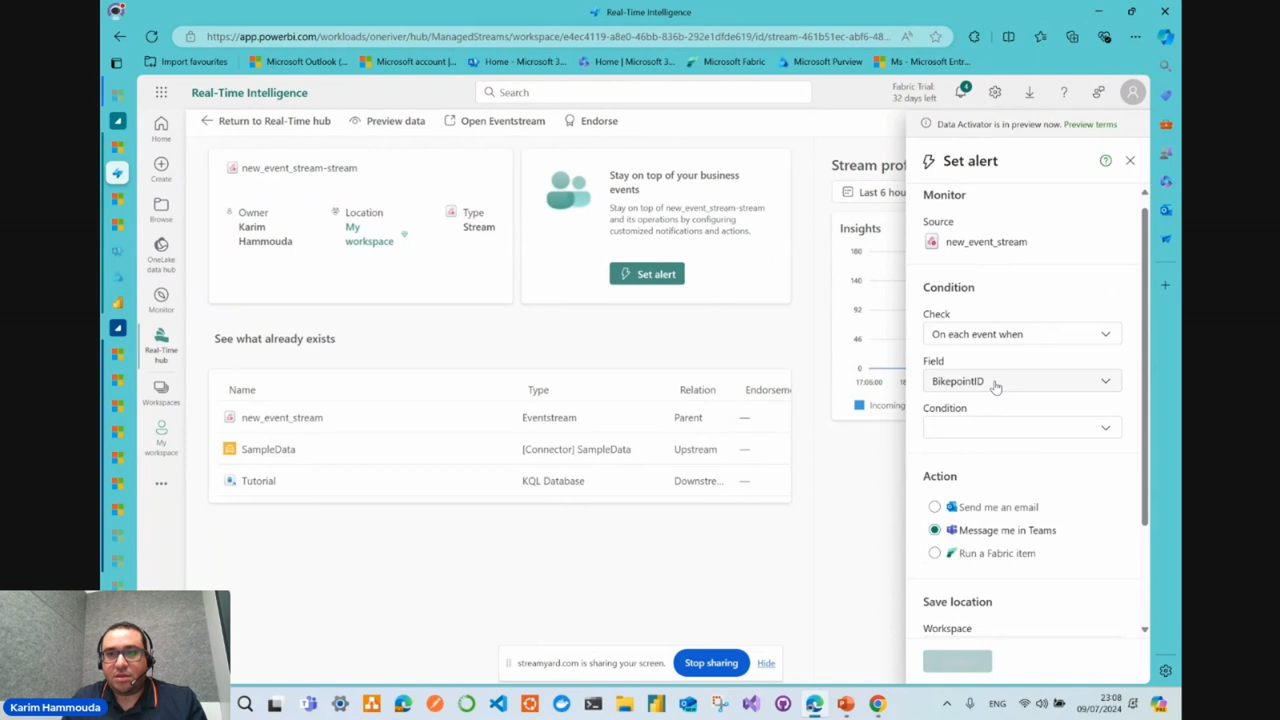 Real-Time Intelligence
https://app.powerbi.com/workloads/oneriver/hub/ManagedStreams/workspace/e4ec4119-a8e0-46bb-836b-292e1dfde619/id/stream-461b51ec-abf6-48...
Import favourites
Microsoft Outlook (...
Microsoft account |...
Home - Microsoft 3...
Home | Microsoft 3...
Microsoft Fabric
Microsoft Purview
Ms - Microsoft Entr...
Real-Time Intelligence
Search
Fabric Trial:
32 days left
4
Home
Create
Browse
OneLake
data hub
Monitor
Real-Time
hub
Workspaces
My
workspace
Return to Real-Time hub
Preview data
Open Eventstream
Endorse
new_event_stream-stream
Owner
Karim
Hammouda
Location
My
workspace
Type
Stream
Stay on top of your business
events
Stay on top of new_event_stream-stream
and its operations by configuring
customized notifications and actions.
Set alert
See what already exists
Name Type Relation Endorsem
new_event_stream Eventstream Parent —
SampleData [Connector] SampleData Upstream —
Tutorial KQL Database Downstre... —
Stream prof
Last 6 hou
Insights
180
140
92
46
0
17:06:00
18
Incoming
Data Activator is in preview now. Preview terms
Set alert
Monitor
Source
new_event_stream
Condition
Check
On each event when
Field
BikepointID
Condition
Action
Send me an email
Message me in Teams
Run a Fabric item
Save location
Workspace
streamyard.com is sharing your screen.
Stop sharing
Hide
Karim Hammouda
ENG
23:08
09/07/2024